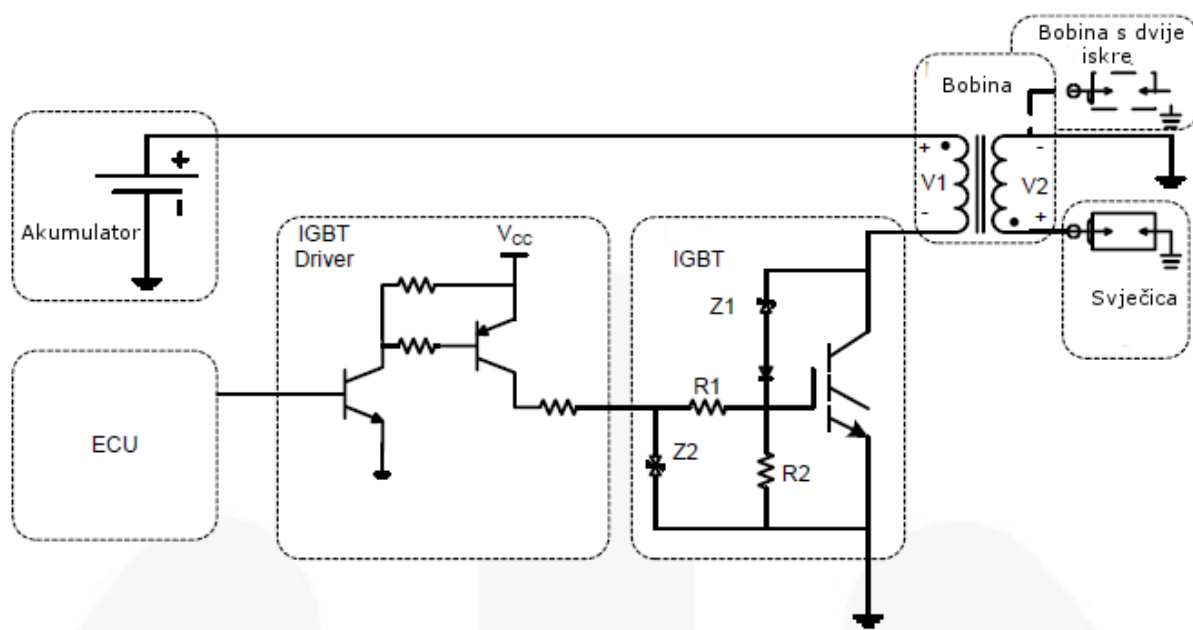 Bobina s dvije
iskre
Bobina
+
-
V1
V2
-
+
+
Akumulator
IGBT
Driver
VCC
IGBT
Z1
R1
Z2
R2
Svječica
ECU